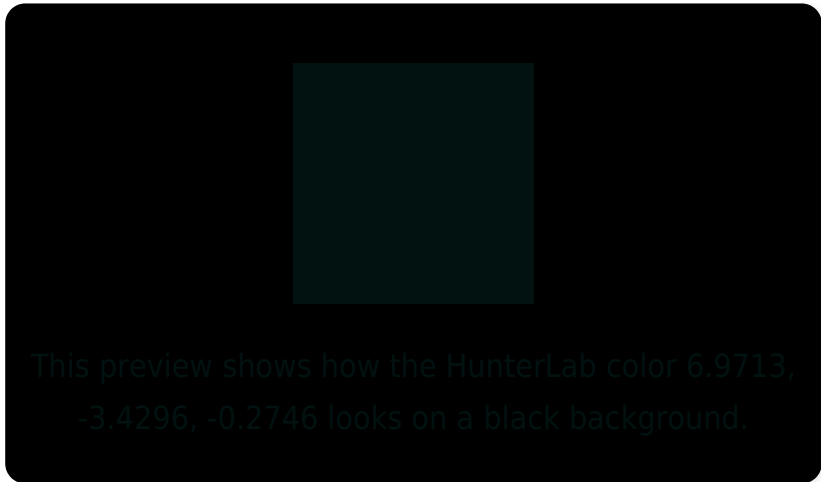 This preview shows how the HunterLab color 6.9713,
-3.4296, -0.2746 looks on a black background.